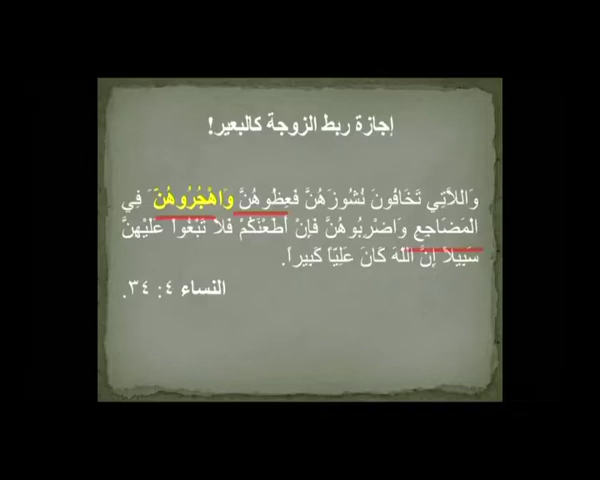 إجازة ربط الزوجة كالبعير!
وَاللاَّتِي تَخَافُونَ نُشُوزَهُنَّ فَعِظُوهُنَّ وَاهْجُرُوهُنَّ فِي
الْمَضَاجِعِ وَاضْرِبُوهُنَّ فَإِنْ أَطَعْنَكُمْ فَلاَ تَبْغُواْ عَلَيْهِنَّ
سَبِيلاً إِنَّ اللّهَ كَانَ عَلِيّاً كَبِيراً.
النساء ٤: ٣٤.